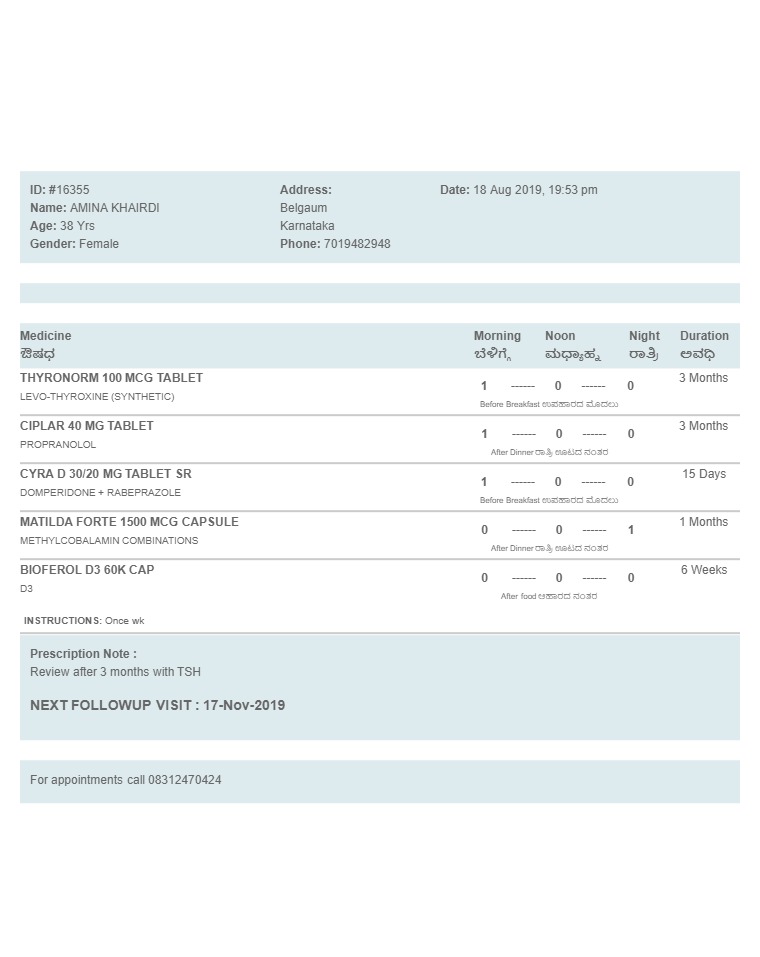 ID: #16355
Name: AMINA KHAIRDI
Age: 38 Yrs
Gender: Female
Address:
Belgaum
Karnataka
Phone: 7019482948
Date: 18 Aug 2019, 19:53 pm
Medicine Morning Noon Night Duration
ಔಷಧ ಬೆಳಿಗ್ಗೆ ಮಧ್ಯಾಹ್ನ ರಾತ್ರಿ ಅವಧಿ
THYRONORM 100 MCG TABLET 1 ------ 0 ------ 0 3 Months
LEVO-THYROXINE (SYNTHETIC) Before Breakfast ಉಪಹಾರದ ಮೊದಲು
CIPLAR 40 MG TABLET 1 ------ 0 ------ 0 3 Months
PROPRANOLOL After Dinner ರಾತ್ರಿ ಊಟದ ನಂತರ
CYRA D 30/20 MG TABLET SR 1 ------ 0 ------ 0 15 Days
DOMPERIDONE + RABEPRAZOLE Before Breakfast ಉಪಹಾರದ ಮೊದಲು
MATILDA FORTE 1500 MCG CAPSULE 0 ------ 0 ------ 1 1 Months
METHYLCOBALAMIN COMBINATIONS After Dinner ರಾತ್ರಿ ಊಟದ ನಂತರ
BIOFEROL D3 60K CAP 0 ------ 0 ------ 0 6 Weeks
D3 After food ಆಹಾರದ ನಂತರ
INSTRUCTIONS: Once wk
Prescription Note :
Review after 3 months with TSH
NEXT FOLLOWUP VISIT : 17-Nov-2019
For appointments call 08312470424